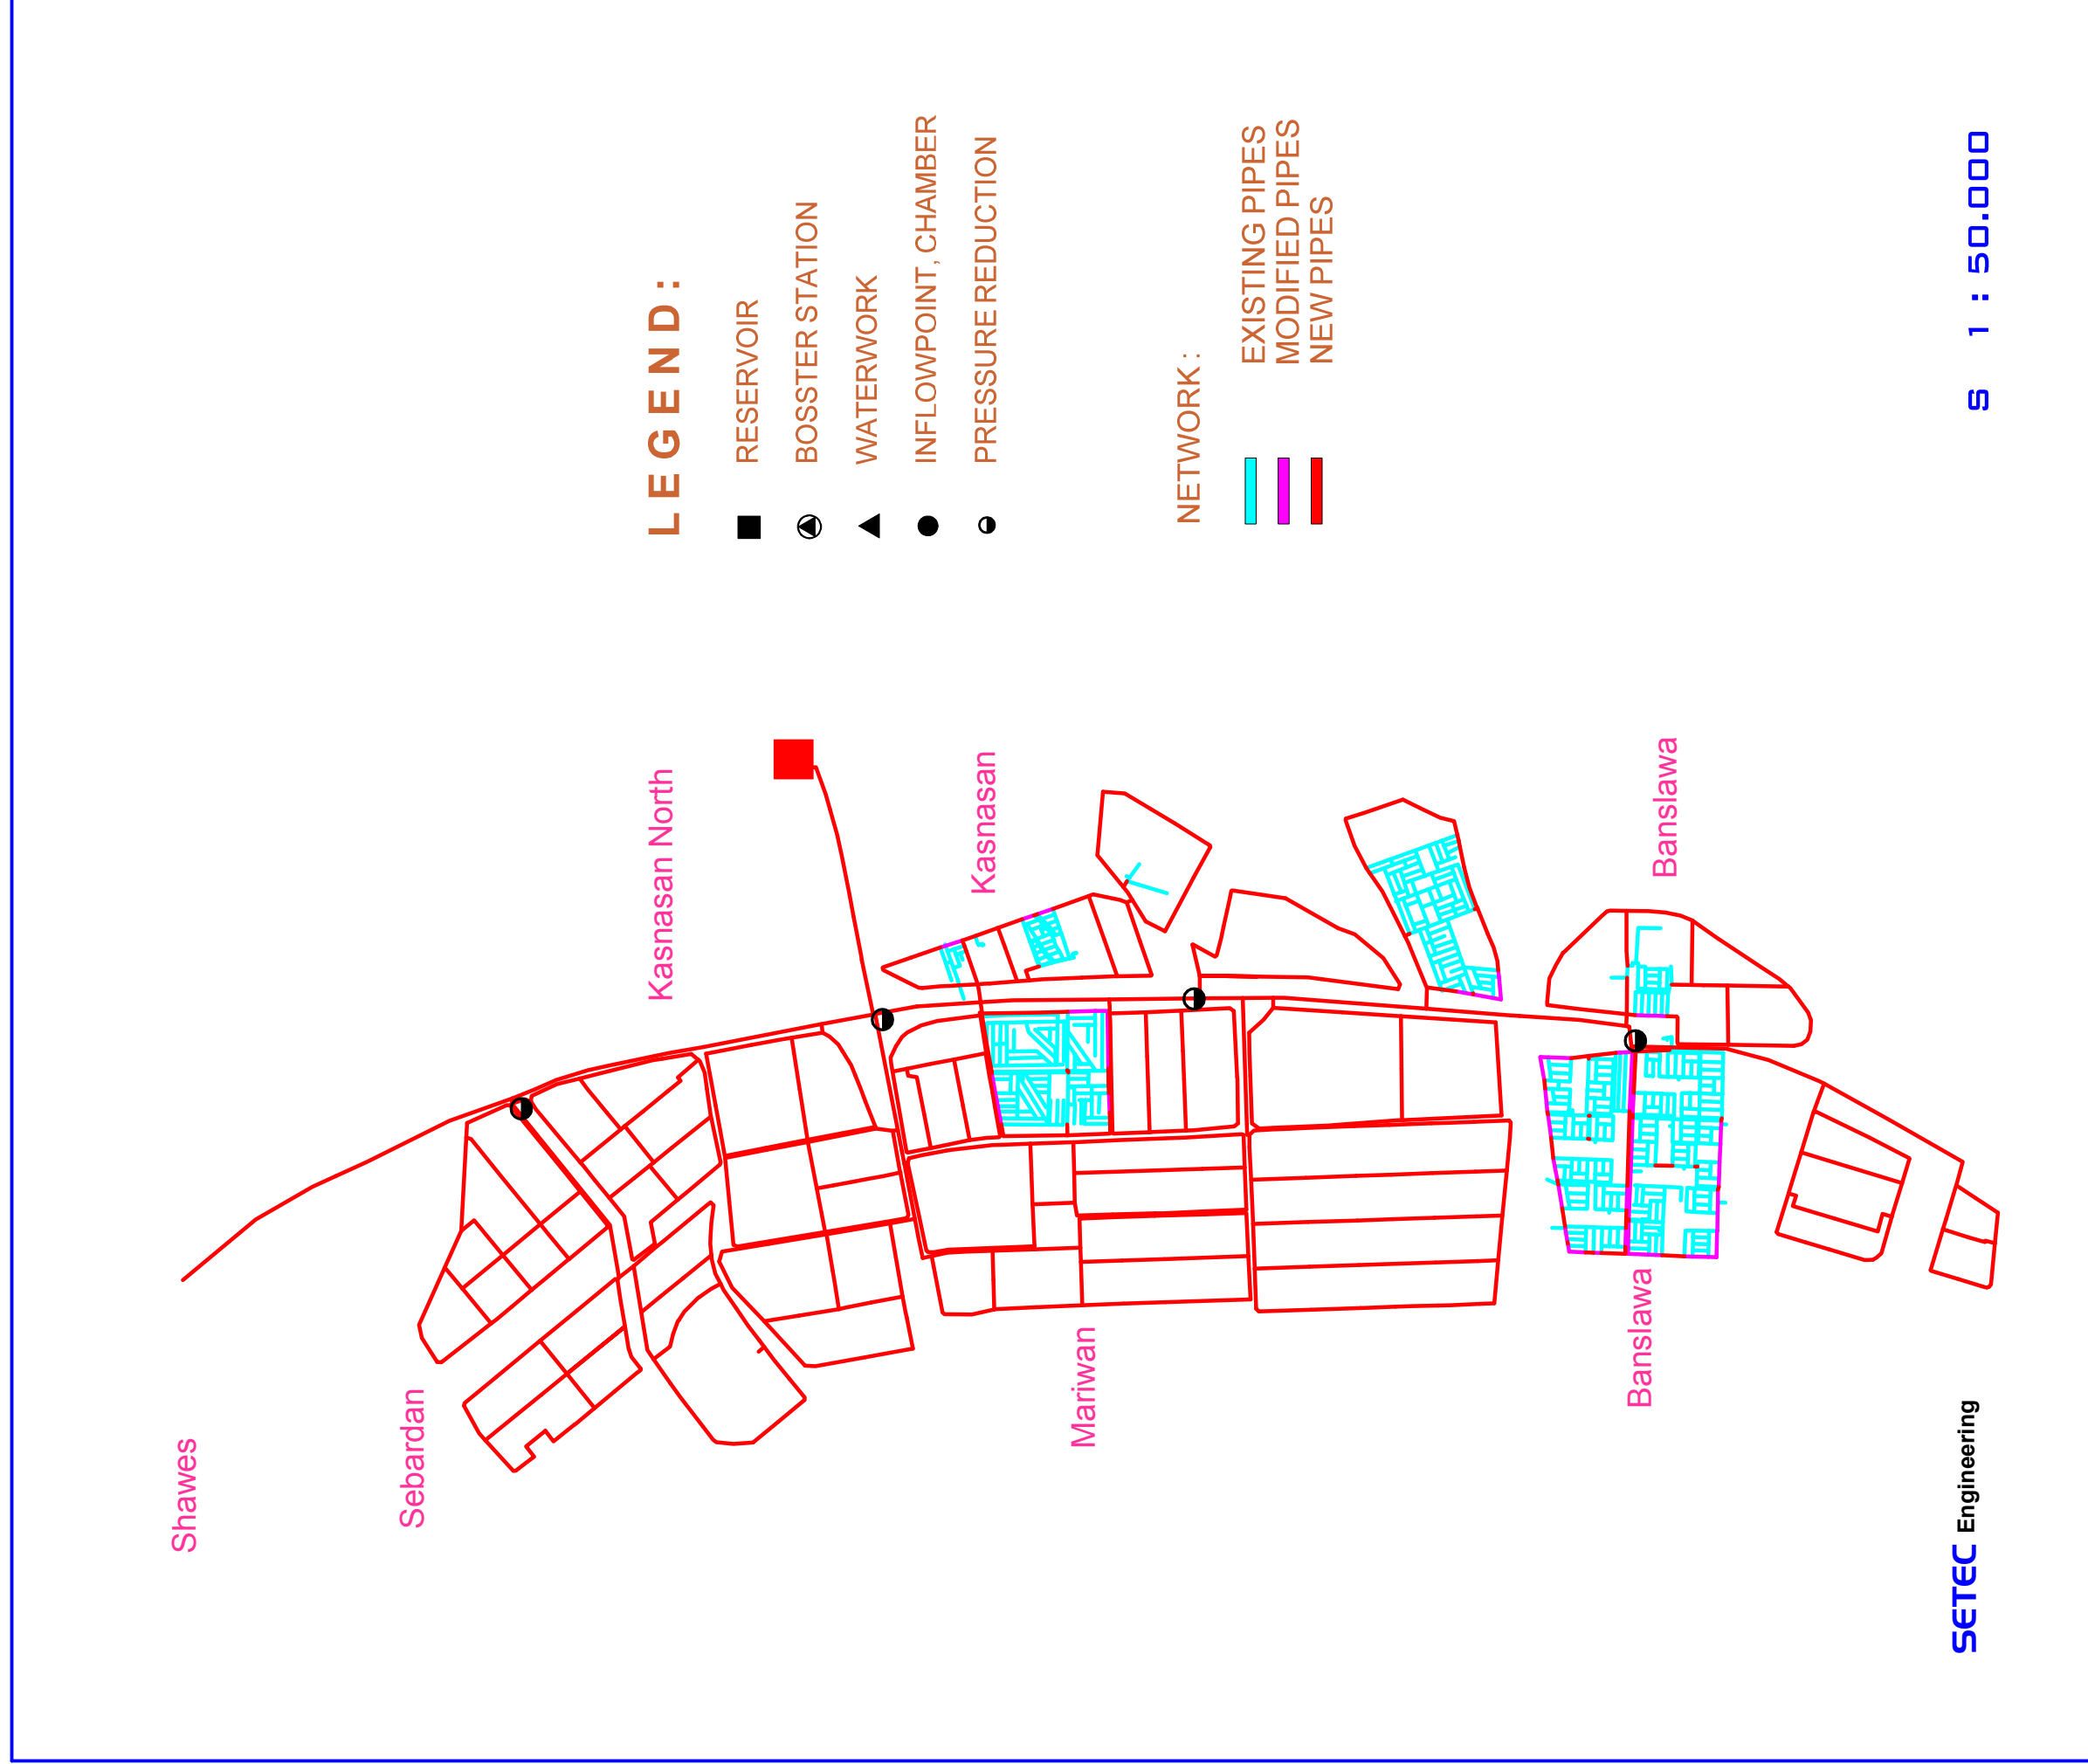 LEGEND:
RESERVOIR
BOSSTER STATION
WATERWORK
INFLOWPOINT, CHAMBER
PRESSURE REDUCTION
NETWORK :
EXISTING PIPES
MODIFIED PIPES
NEW PIPES
S 1 : 50.000
Shawes
Sebardan
Kasnasan North
Kasnasan
Mariwan
Banslawa
Banslawa
SETEC Engineering